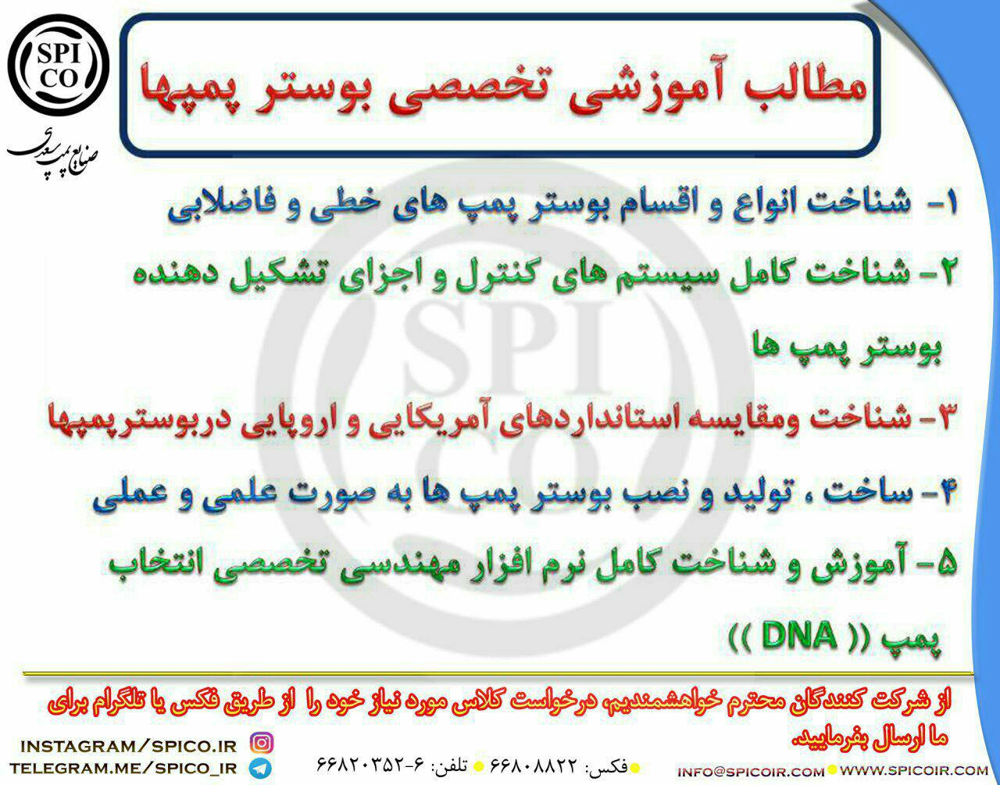 SPI
CO
صنایع پمپ سعدی
مطالب آموزشی تخصصی بوستر پمپها
۱- شناخت انواع و اقسام بوستر پمپ های خطی و فاضلابی
۲- شناخت کامل سیستم های کنترل و اجزای تشکیل دهنده
بوستر پمپ ها
۳- شناخت ومقایسه استانداردهای آمریکایی و اروپایی دربوسترپمپها
۴- ساخت ، تولید و نصب بوستر پمپ ها به صورت علمی و عملی
۵- آموزش و شناخت کامل نرم افزار مهندسی تخصصی انتخاب
پمپ (( DNA ))
SPI
CO
از شرکت کنندگان محترم خواهشمندیم، درخواست کلاس مورد نیاز خود را از طریق فکس یا تلگرام برای
ما ارسال بفرمایید.
INSTAGRAM/SPICO.IR
TELEGRAM.ME/SPICO_IR
فکس: ۶۶۸۰۸۸۲۲ تلفن: ۶-۶۶۸۲۰۳۵۲
INFO@SPICOIR.COM WWW.SPICOIR.COM